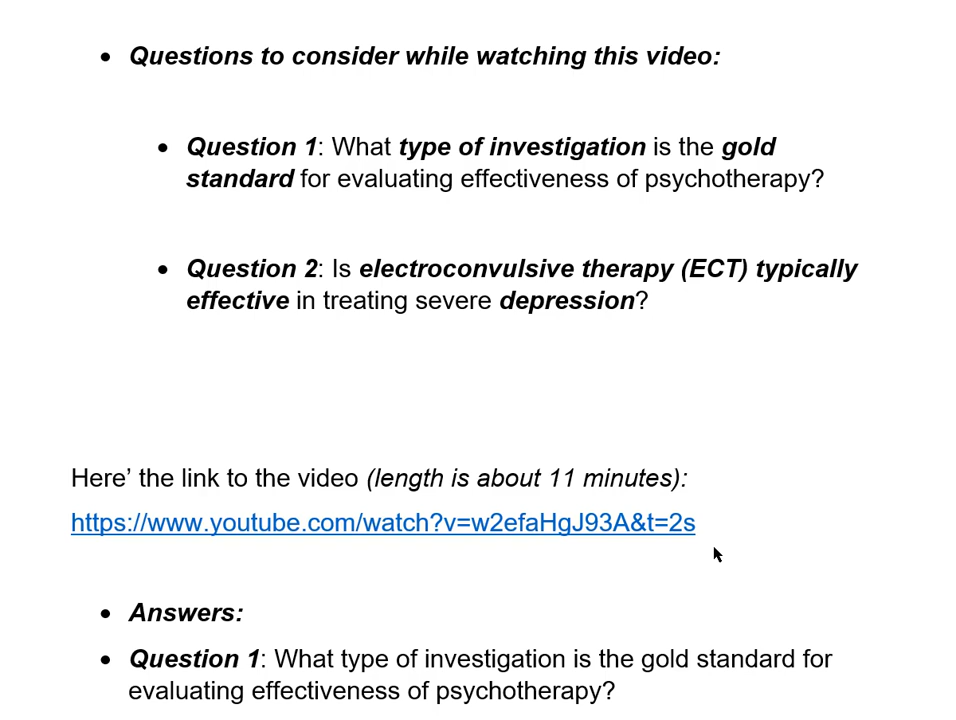 • Questions to consider while watching this video:
• Question 1: What type of investigation is the gold
standard for evaluating effectiveness of psychotherapy?
• Question 2: Is electroconvulsive therapy (ECT) typically
effective in treating severe depression?
Here’ the link to the video (length is about 11 minutes):
https://www.youtube.com/watch?v=w2efaHgJ93A&t=2s
• Answers:
• Question 1: What type of investigation is the gold standard for
evaluating effectiveness of psychotherapy?